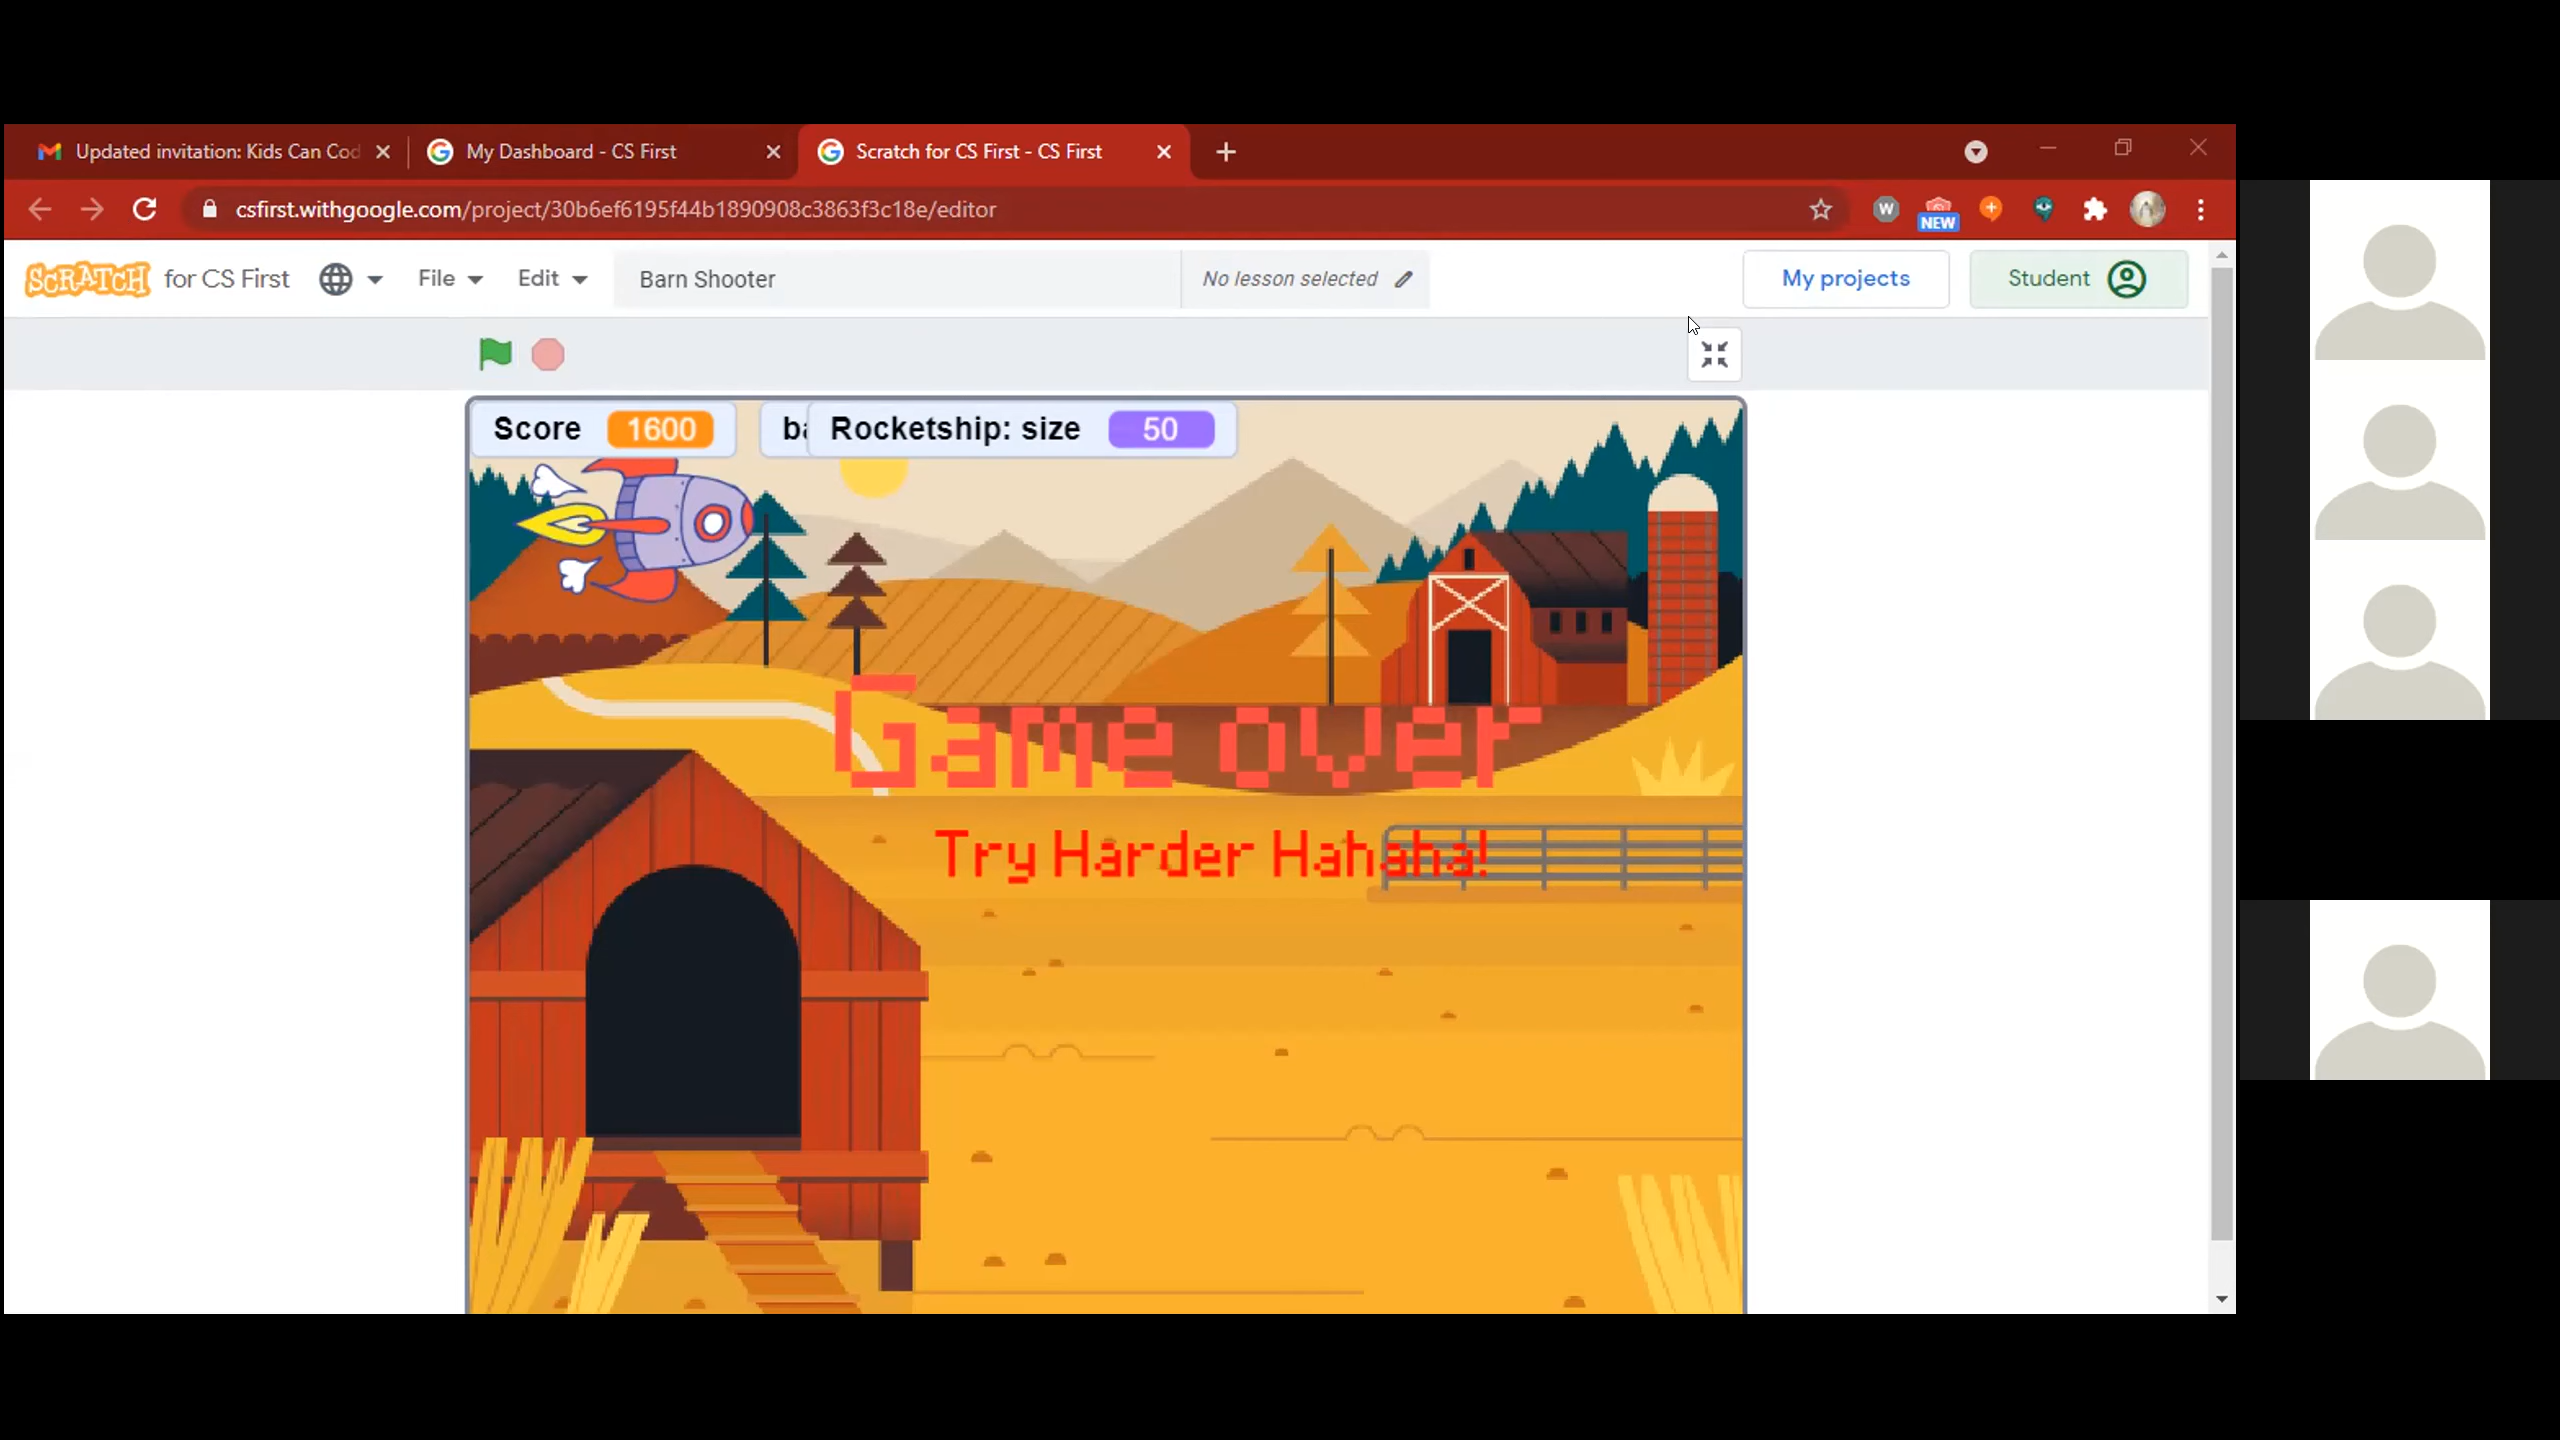 Updated invitation: Kids Can Cod
My Dashboard - CS First
Scratch for CS First - CS First
csfirst.withgoogle.com/project/30b6ef6195f44b1890908c3863f3c18e/editor
W
NEW
SCRATCH for CS First
File
Edit
Barn Shooter
No lesson selected
My projects
Student
Score 1600
ba
Rocketship: size 50
Game over
Try Harder Hahaha!